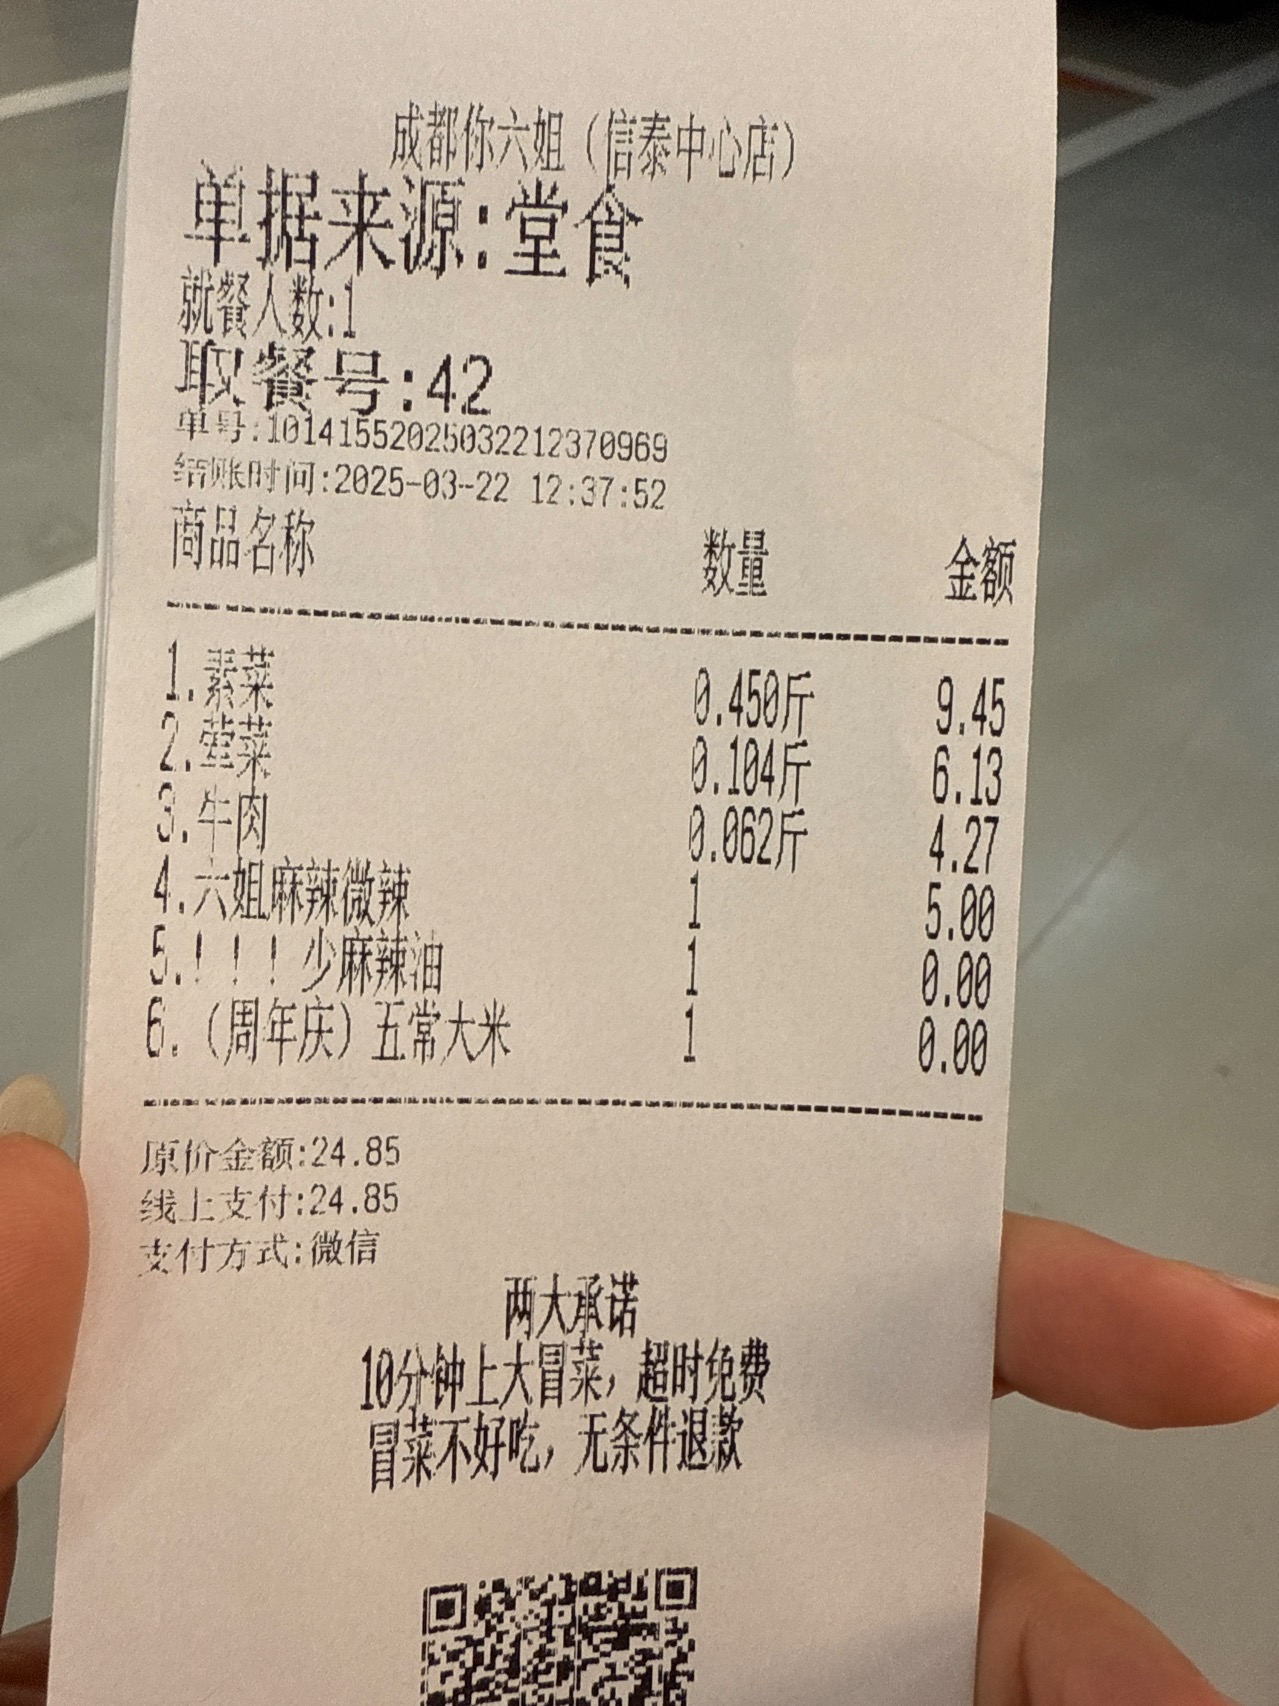 成都你六姐（信泰中心店）
单据来源:堂食
就餐人数:1
取餐号:42
单号:10141552025032212370969
结账时间:2025-03-22 12:37:52
商品名称 数量 金额
1.素菜 0.450斤 9.45
2.荤菜 0.104斤 6.13
3.牛肉 0.062斤 4.27
4.六姐麻辣微辣 1 5.00
5.！！！少麻辣油 1 0.00
6.（周年庆）五常大米 1 0.00
原价金额:24.85
线上支付:24.85
支付方式:微信
两大承诺
10分钟上大冒菜，超时免费
冒菜不好吃，无条件退款